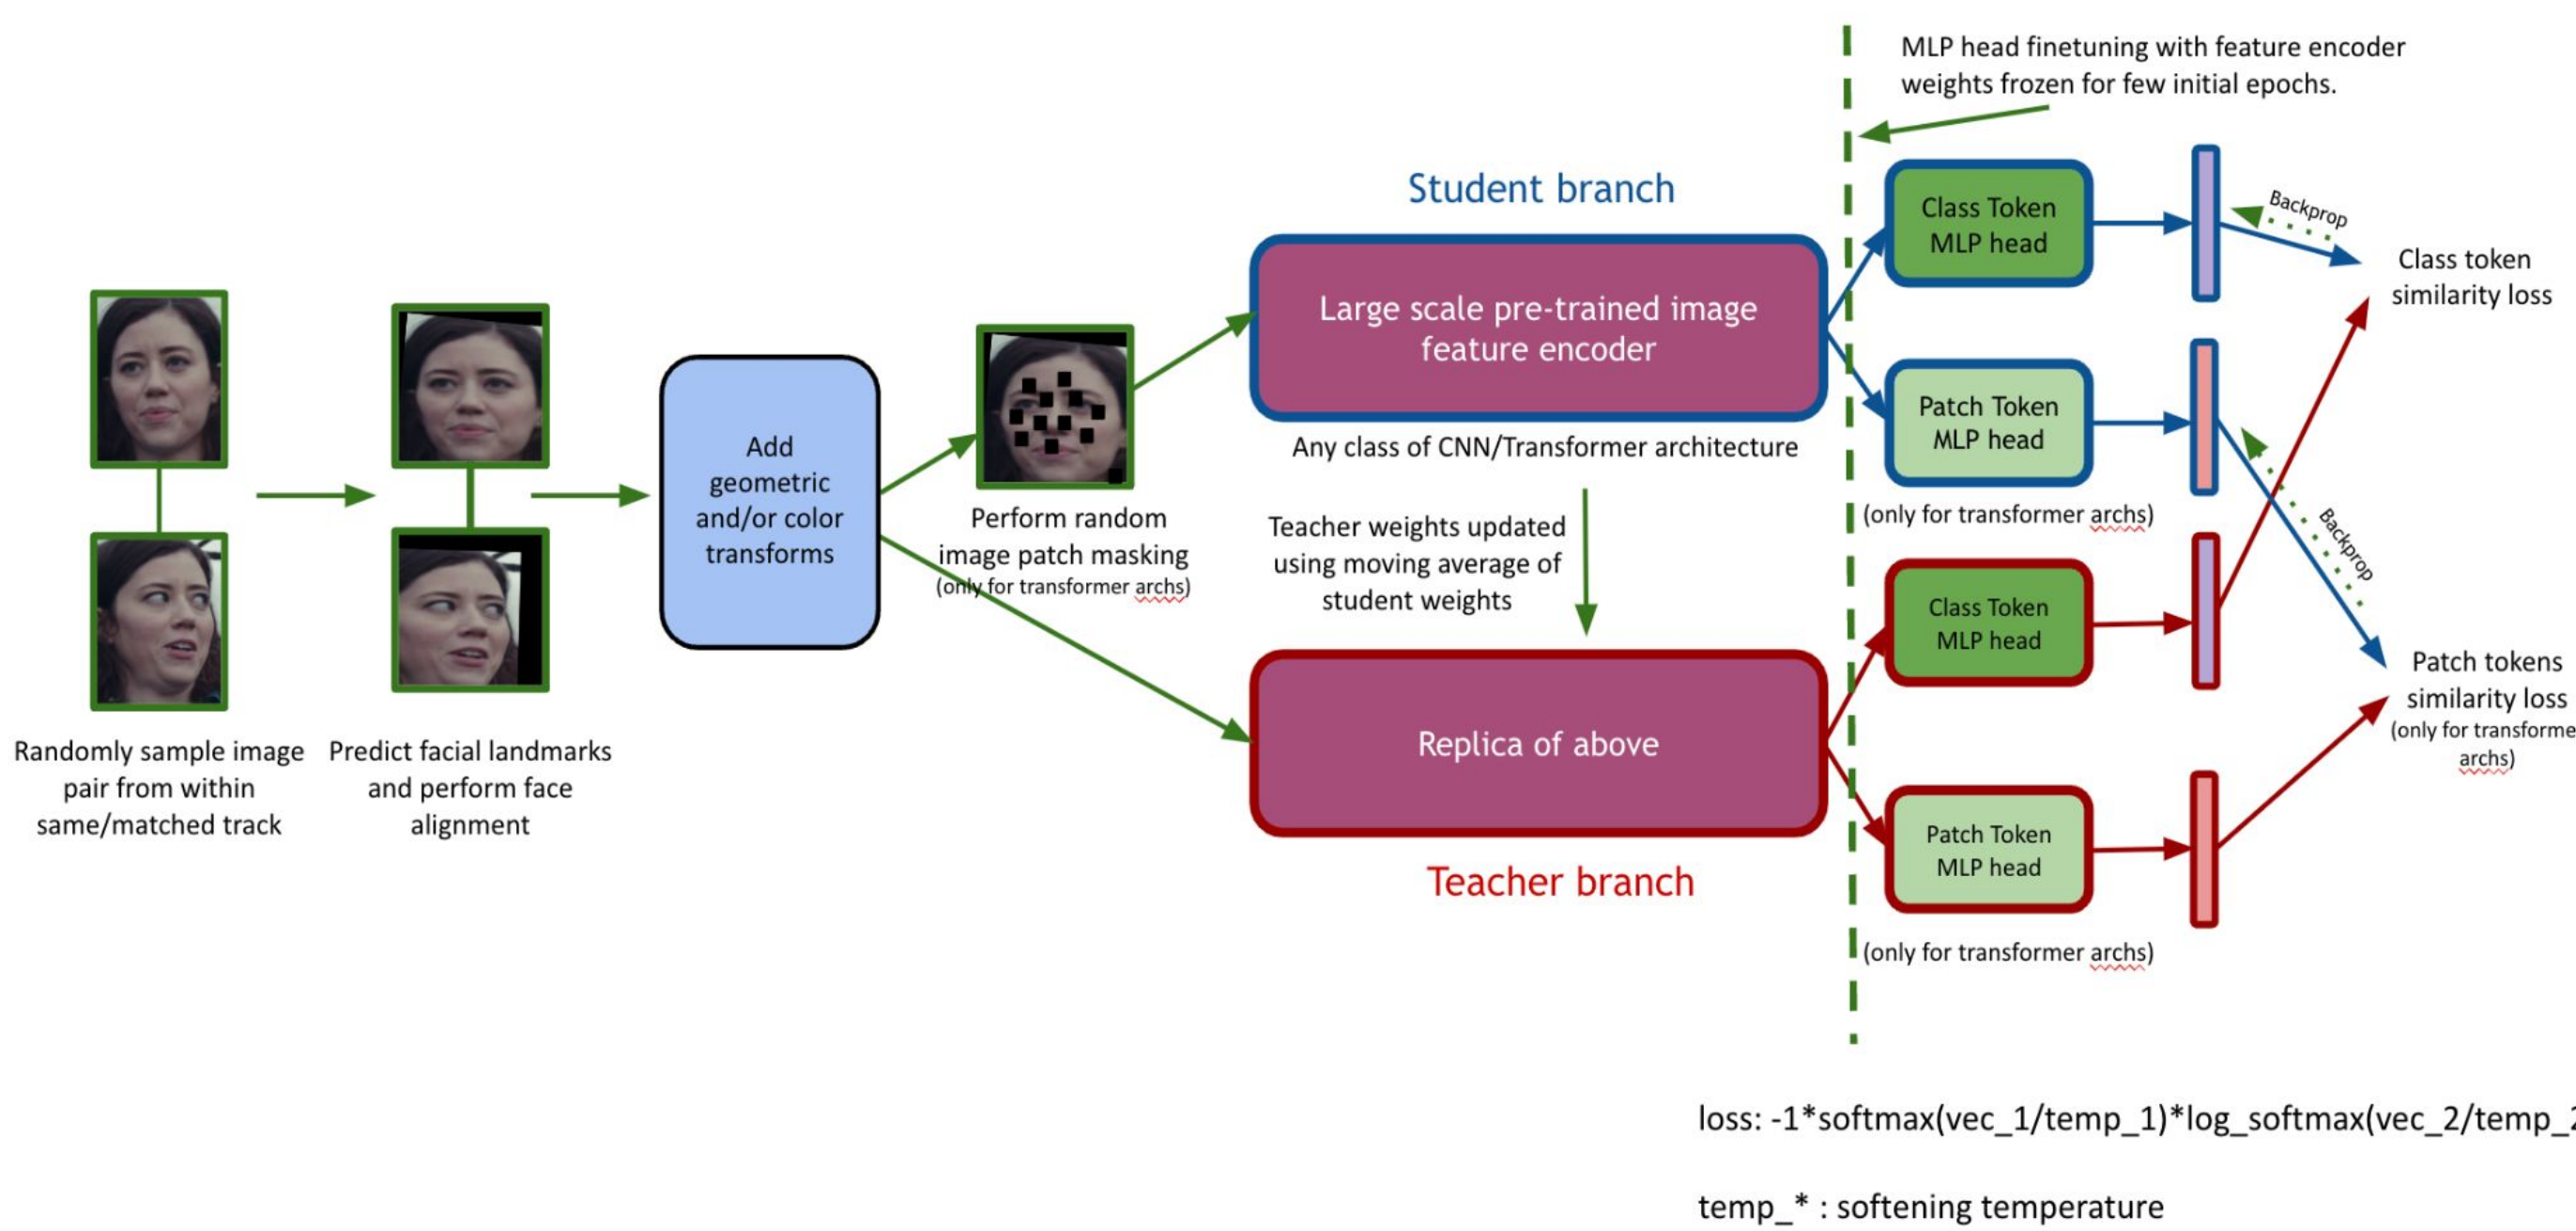 MLP head finetuning with feature encoder
weights frozen for few initial epochs.
Student branch
Class Token
MLP head
Backprop
Class token
similarity loss
Large scale pre-trained image
feature encoder
Patch Token
MLP head
Any class of CNN/Transformer architecture
(only for transformer archs)
Backprop
Add
geometric
and/or color
transforms
Perform random
image patch masking
(only for transformer archs)
Teacher weights updated
using moving average of
student weights
Class Token
MLP head
Patch tokens
similarity loss
(only for transforme
archs)
Randomly sample image
pair from within
same/matched track
Predict facial landmarks
and perform face
alignment
Replica of above
Teacher branch
Patch Token
MLP head
(only for transformer archs)
loss: -1*softmax(vec_1/temp_1)*log_softmax(vec_2/temp_2
temp_* : softening temperature